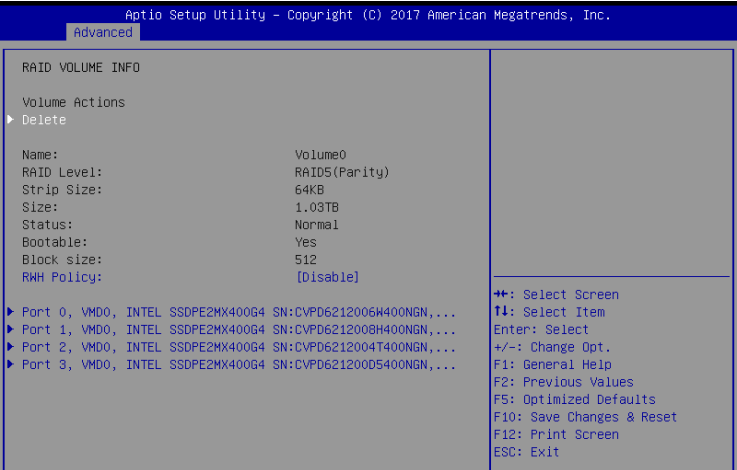 Aptio Setup Utility – Copyright (C) 2017 American Megatrends, Inc.
Advanced
RAID VOLUME INFO
Volume Actions
Delete
Name: Volume0
RAID Level: RAID5(Parity)
Strip Size: 64KB
Size: 1.03TB
Status: Normal
Bootable: Yes
Block size: 512
RWH Policy: [Disable]
Port 0, VMD0, INTEL SSDPE2MX400G4 SN:CVPD6212006W400NGN,...
Port 1, VMD0, INTEL SSDPE2MX400G4 SN:CVPD6212008H400NGN,...
Port 2, VMD0, INTEL SSDPE2MX400G4 SN:CVPD6212004T400NGN,...
Port 3, VMD0, INTEL SSDPE2MX400G4 SN:CVPD621200D5400NGN,...
→←: Select Screen
↑↓: Select Item
Enter: Select
+/-: Change Opt.
F1: General Help
F2: Previous Values
F5: Optimized Defaults
F10: Save Changes & Reset
F12: Print Screen
ESC: Exit